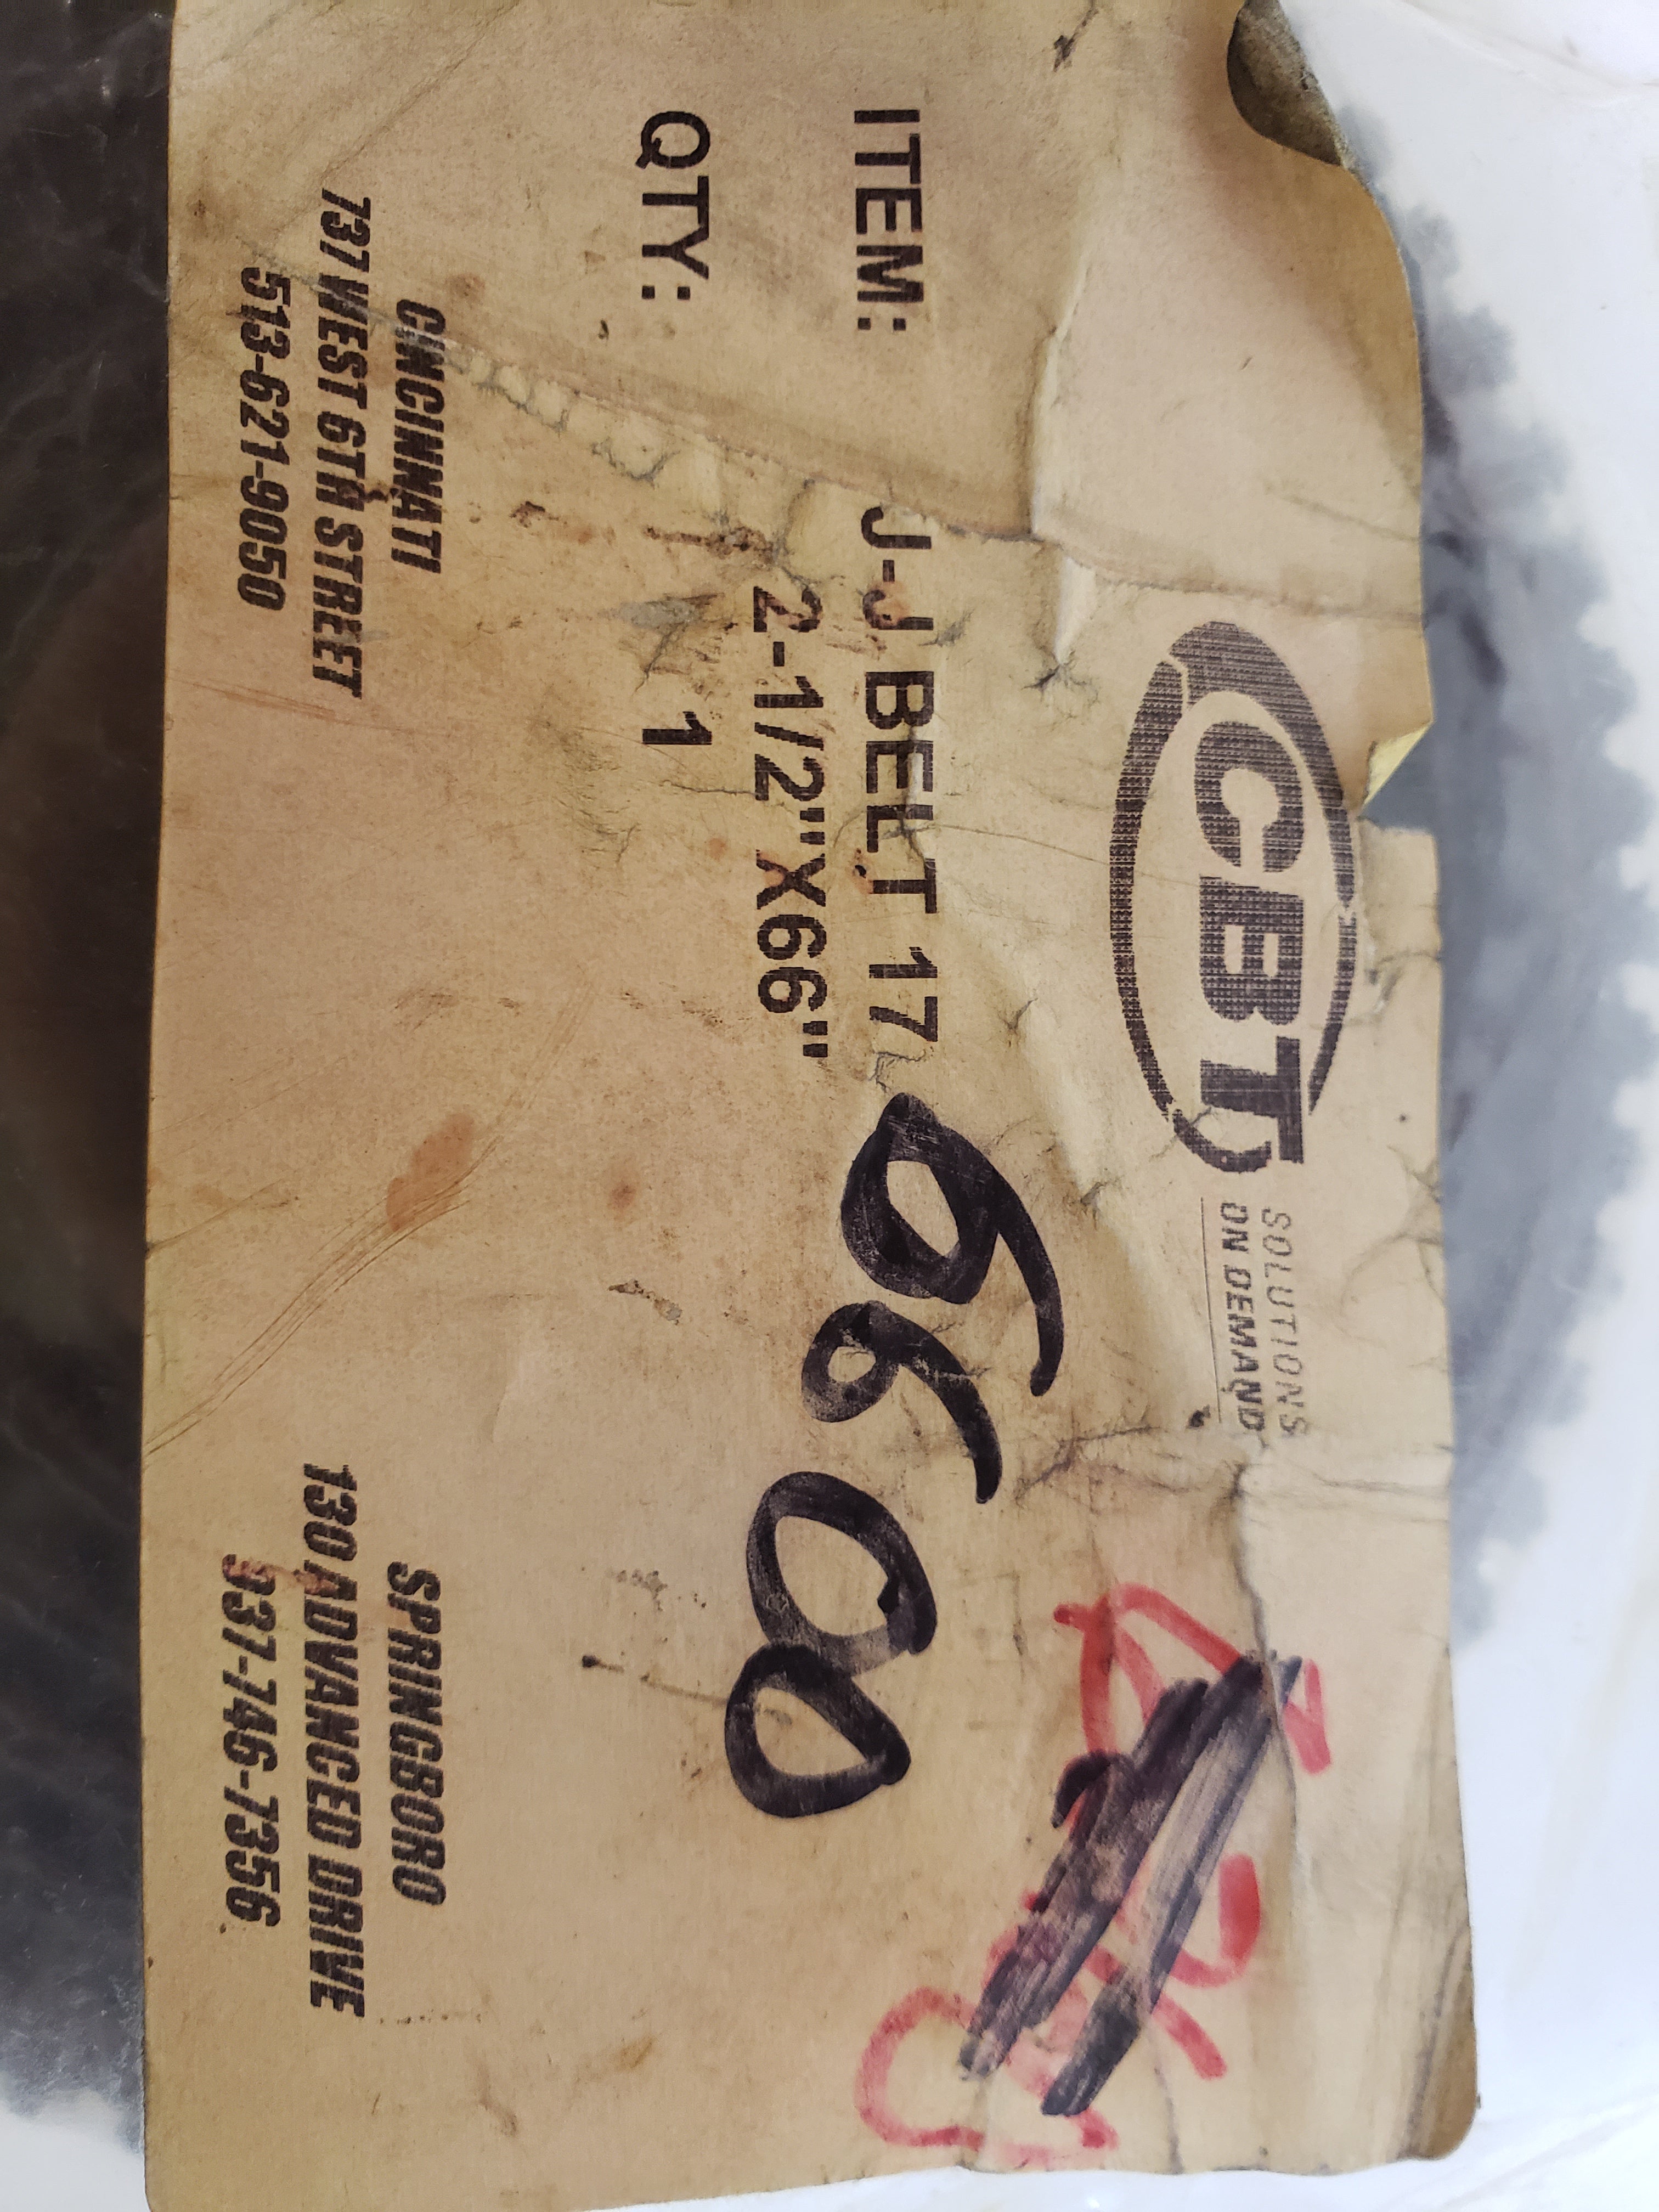 CBT
SOLUTIONS
ON DEMAND
ITEM: J-J BELT 17
2-1/2"X66"
QTY: 1
6600
CINCINNATI
737 WEST 6TH STREET
513-621-9050
SPRINGBORO
130 ADVANCED DRIVE
937-746-7356